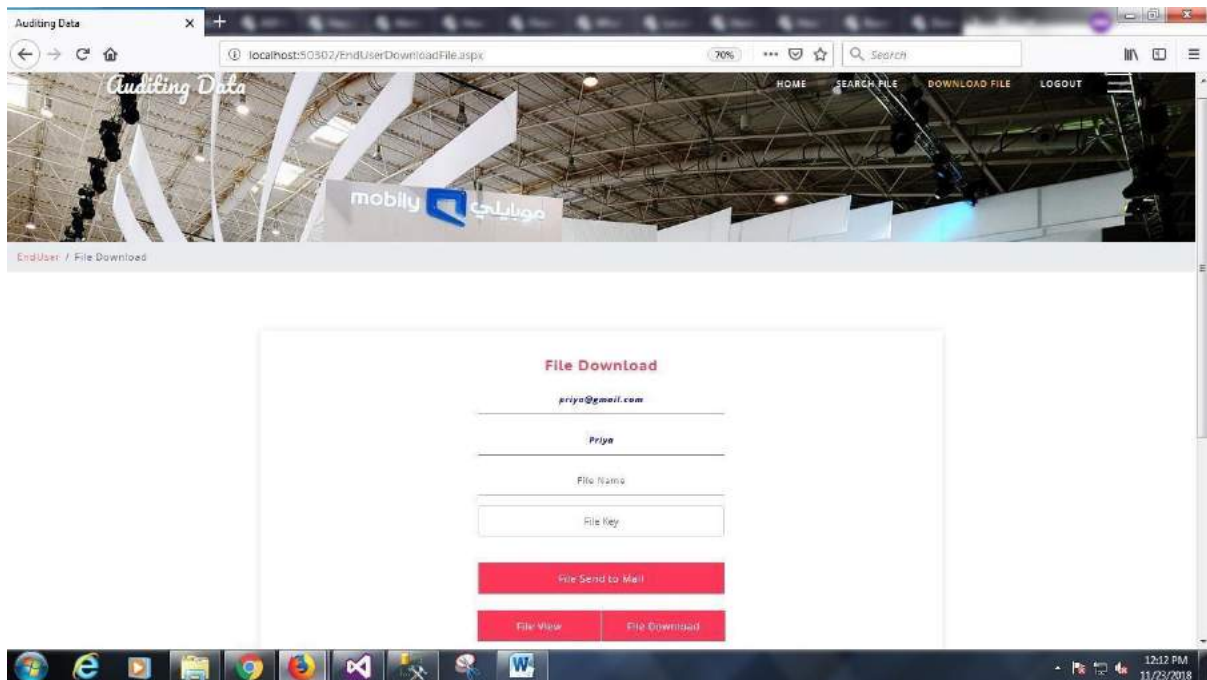 Auditing Data
localhost:50302/EndUserDownloadFile.aspx
70%
Search
Auditing Data
HOME
SEARCH FILE
DOWNLOAD FILE
LOGOUT
mobily موبايلي
EndUser / File Download
File Download
priya@gmail.com
Priya
File Name
File Key
File Send to Mail
File View
File Download
12:12 PM
11/23/2018